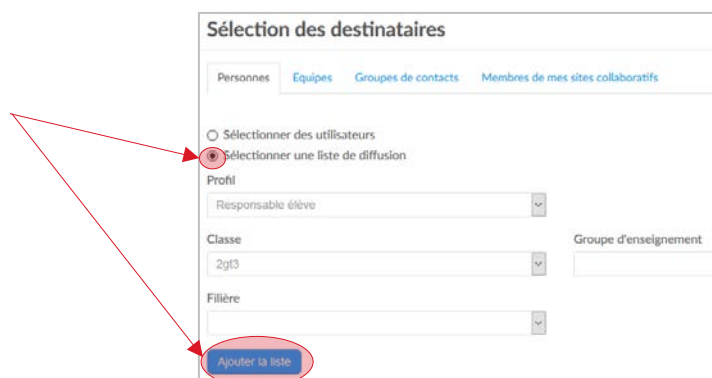 Sélection des destinataires
Personnes Equipes Groupes de contacts Membres de mes sites collaboratifs
Sélectionner des utilisateurs
Sélectionner une liste de diffusion
Profil
Responsable élève
Classe Groupe d'enseignement
2gt3
Filière
Ajouter la liste